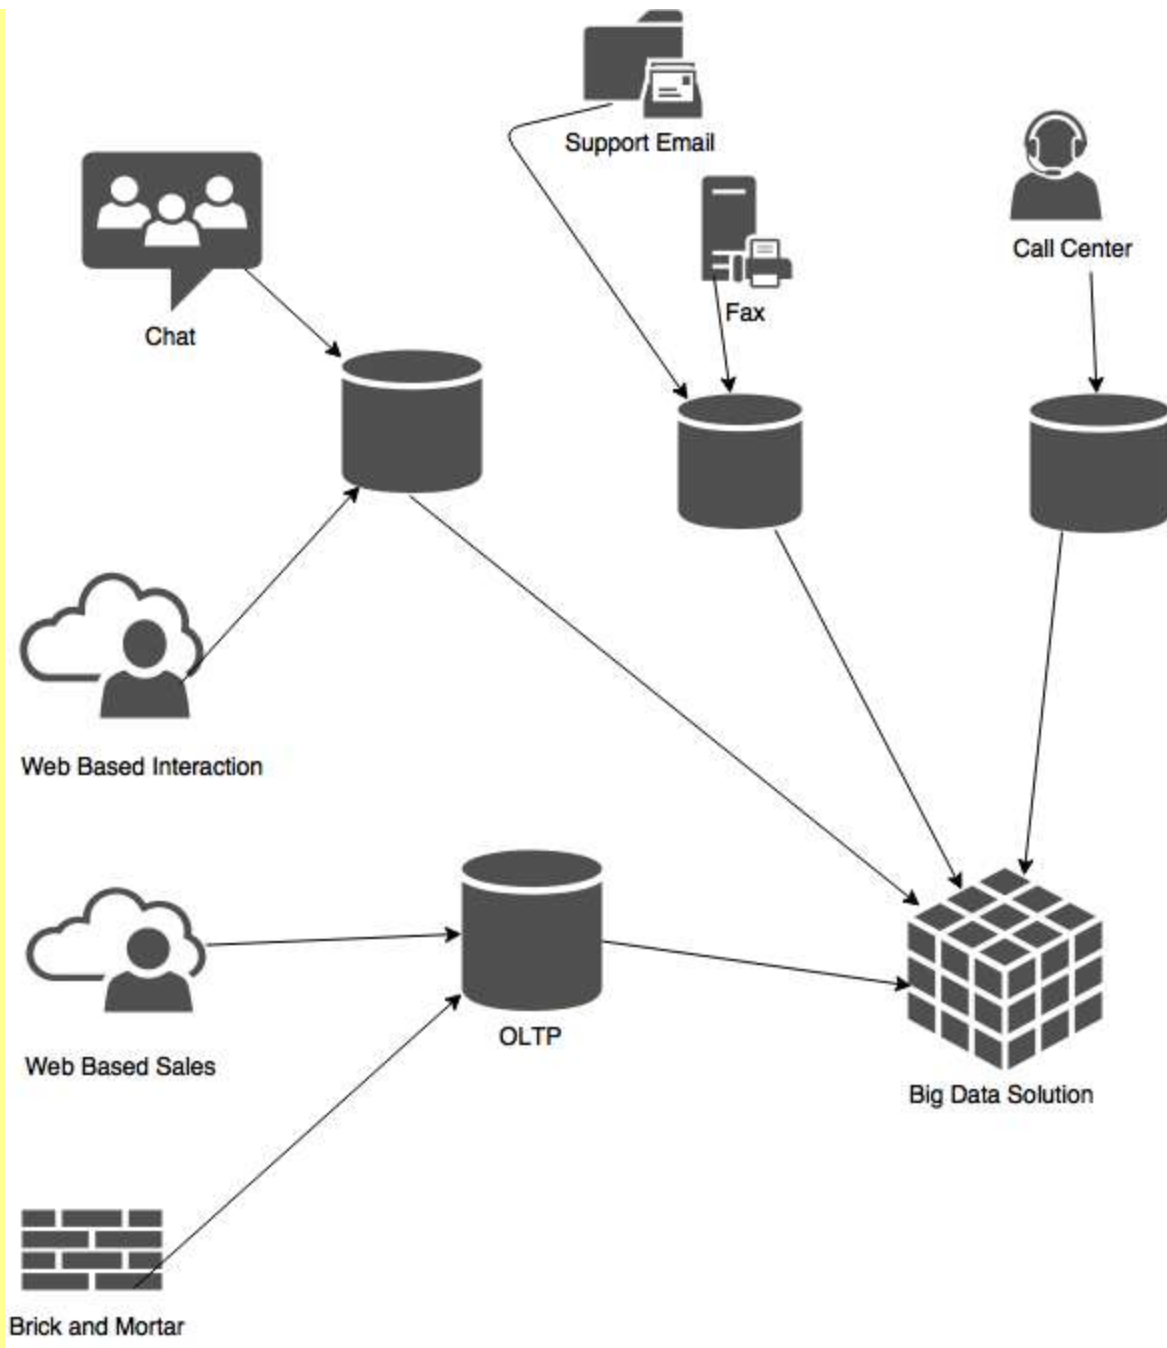 Support Email
Call Center
Fax
Chat
Web Based Interaction
OLTP
Web Based Sales
Big Data Solution
Brick and Mortar